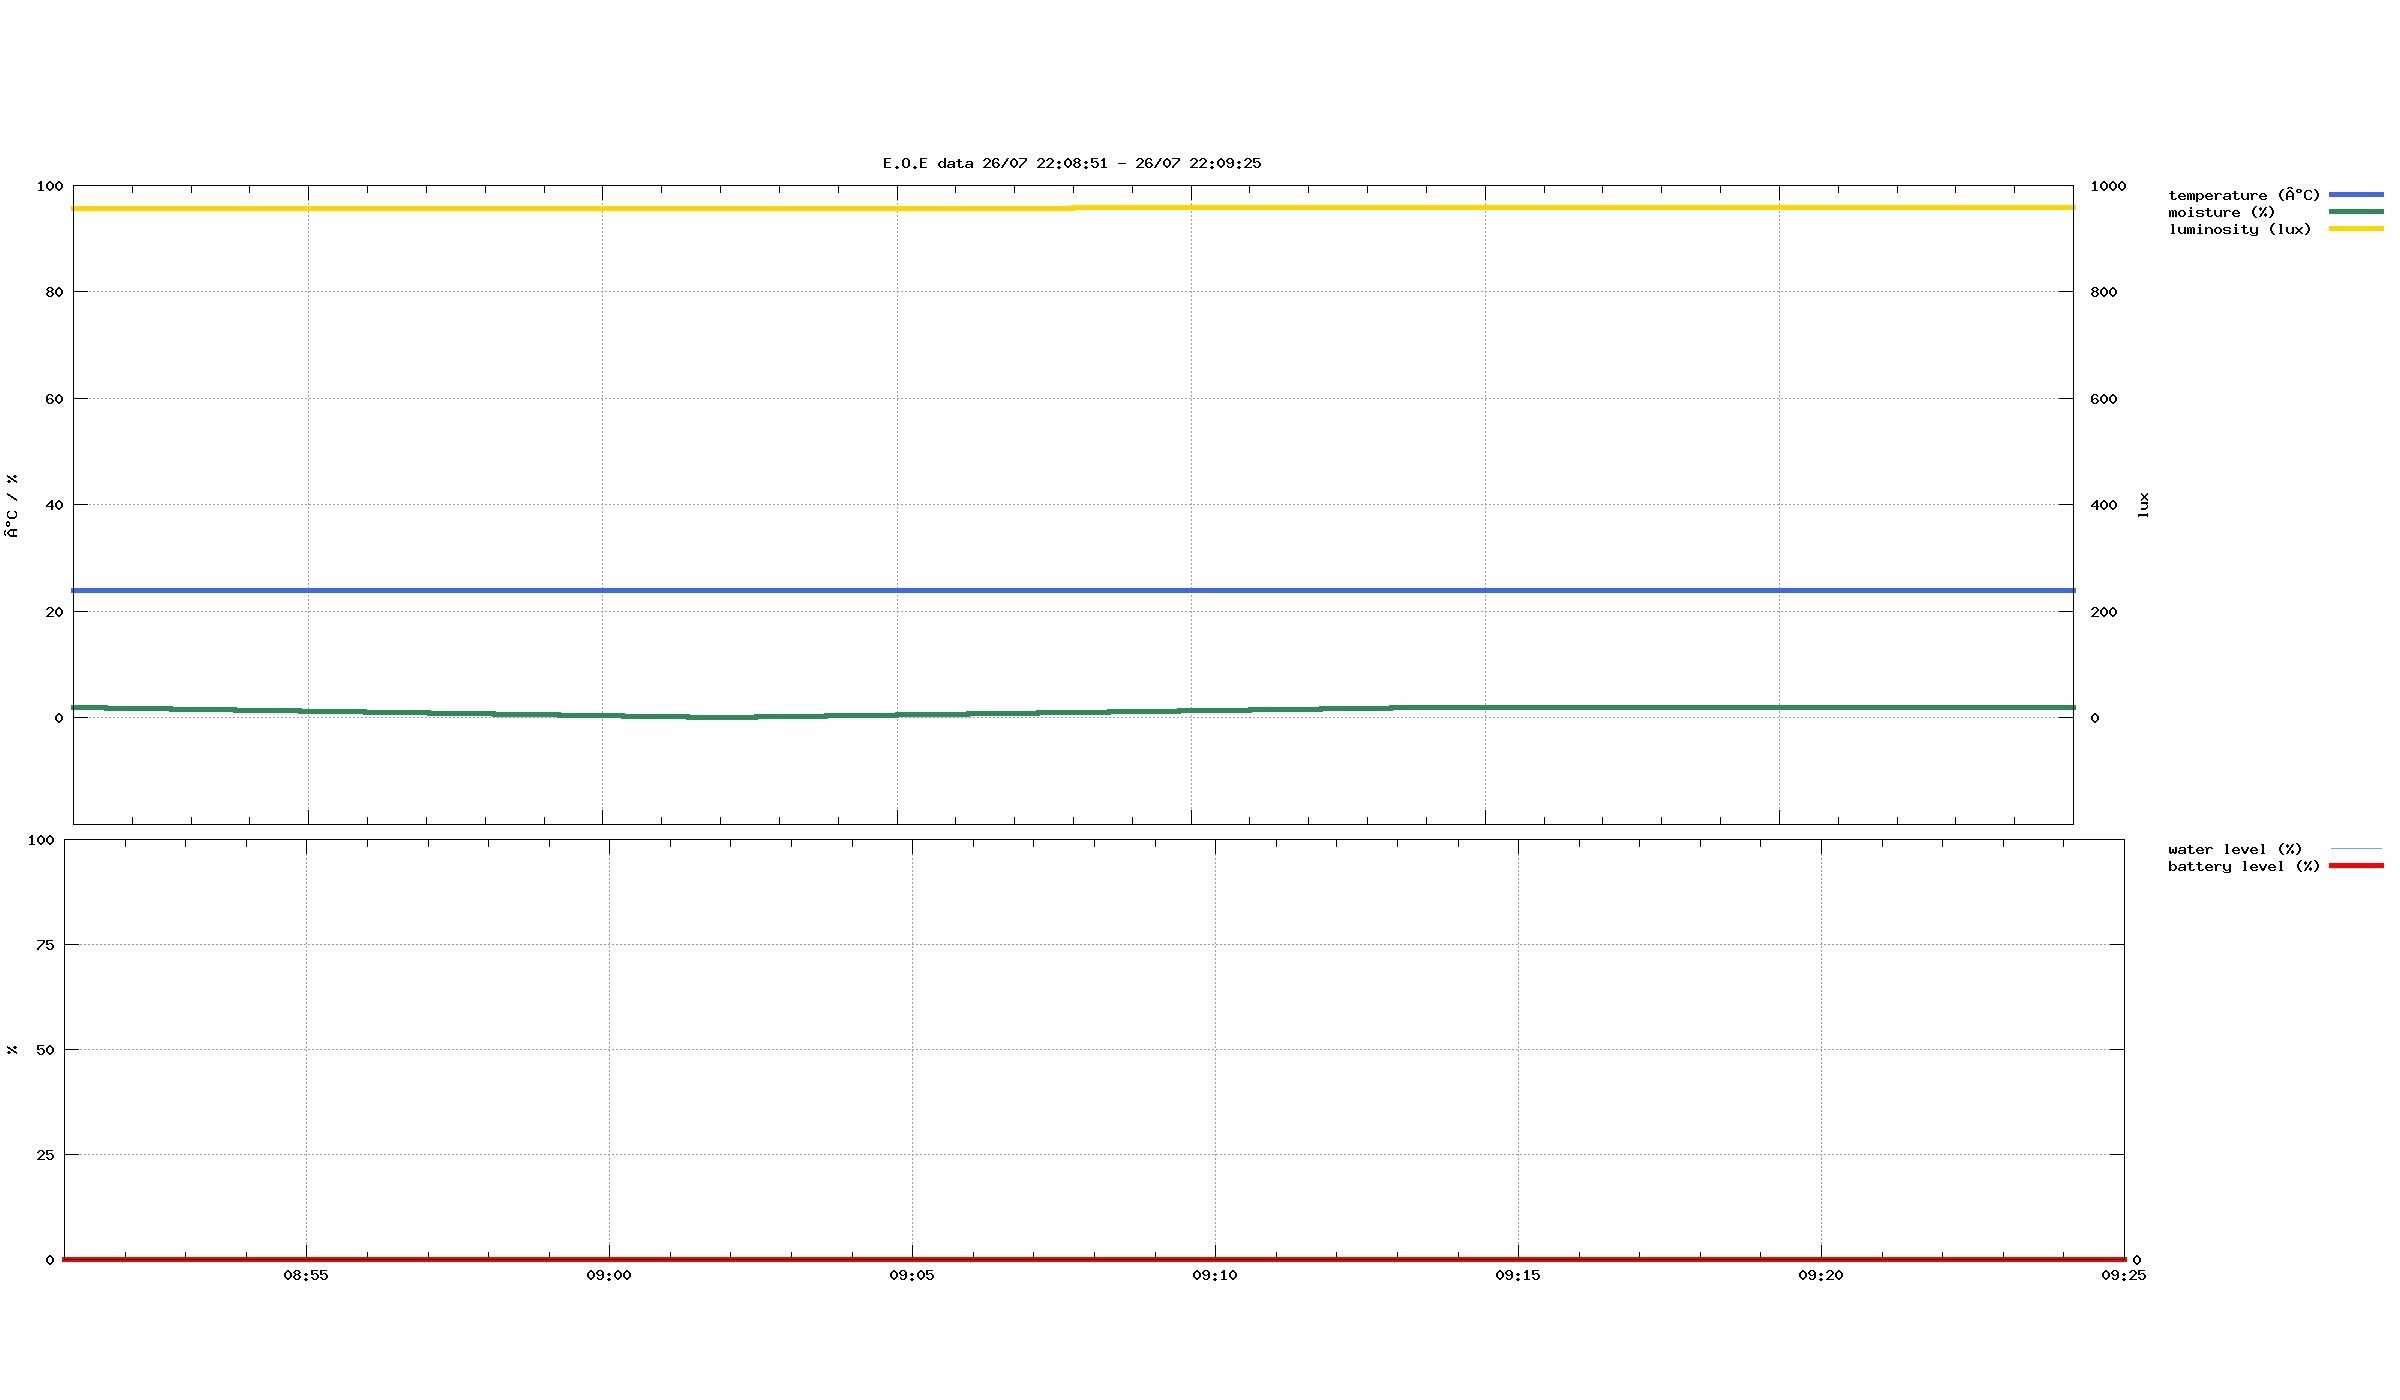 E.O.E data 26/07 22:08:51 - 26/07 22:09:25
100
80
60
40
20
0
Â°C / %
1000
800
600
400
200
0
lux
temperature (Â°C)
moisture (%)
luminosity (lux)
100
75
50
25
0
%
0
water level (%)
battery level (%)
08:55 09:00 09:05 09:10 09:15 09:20 09:25